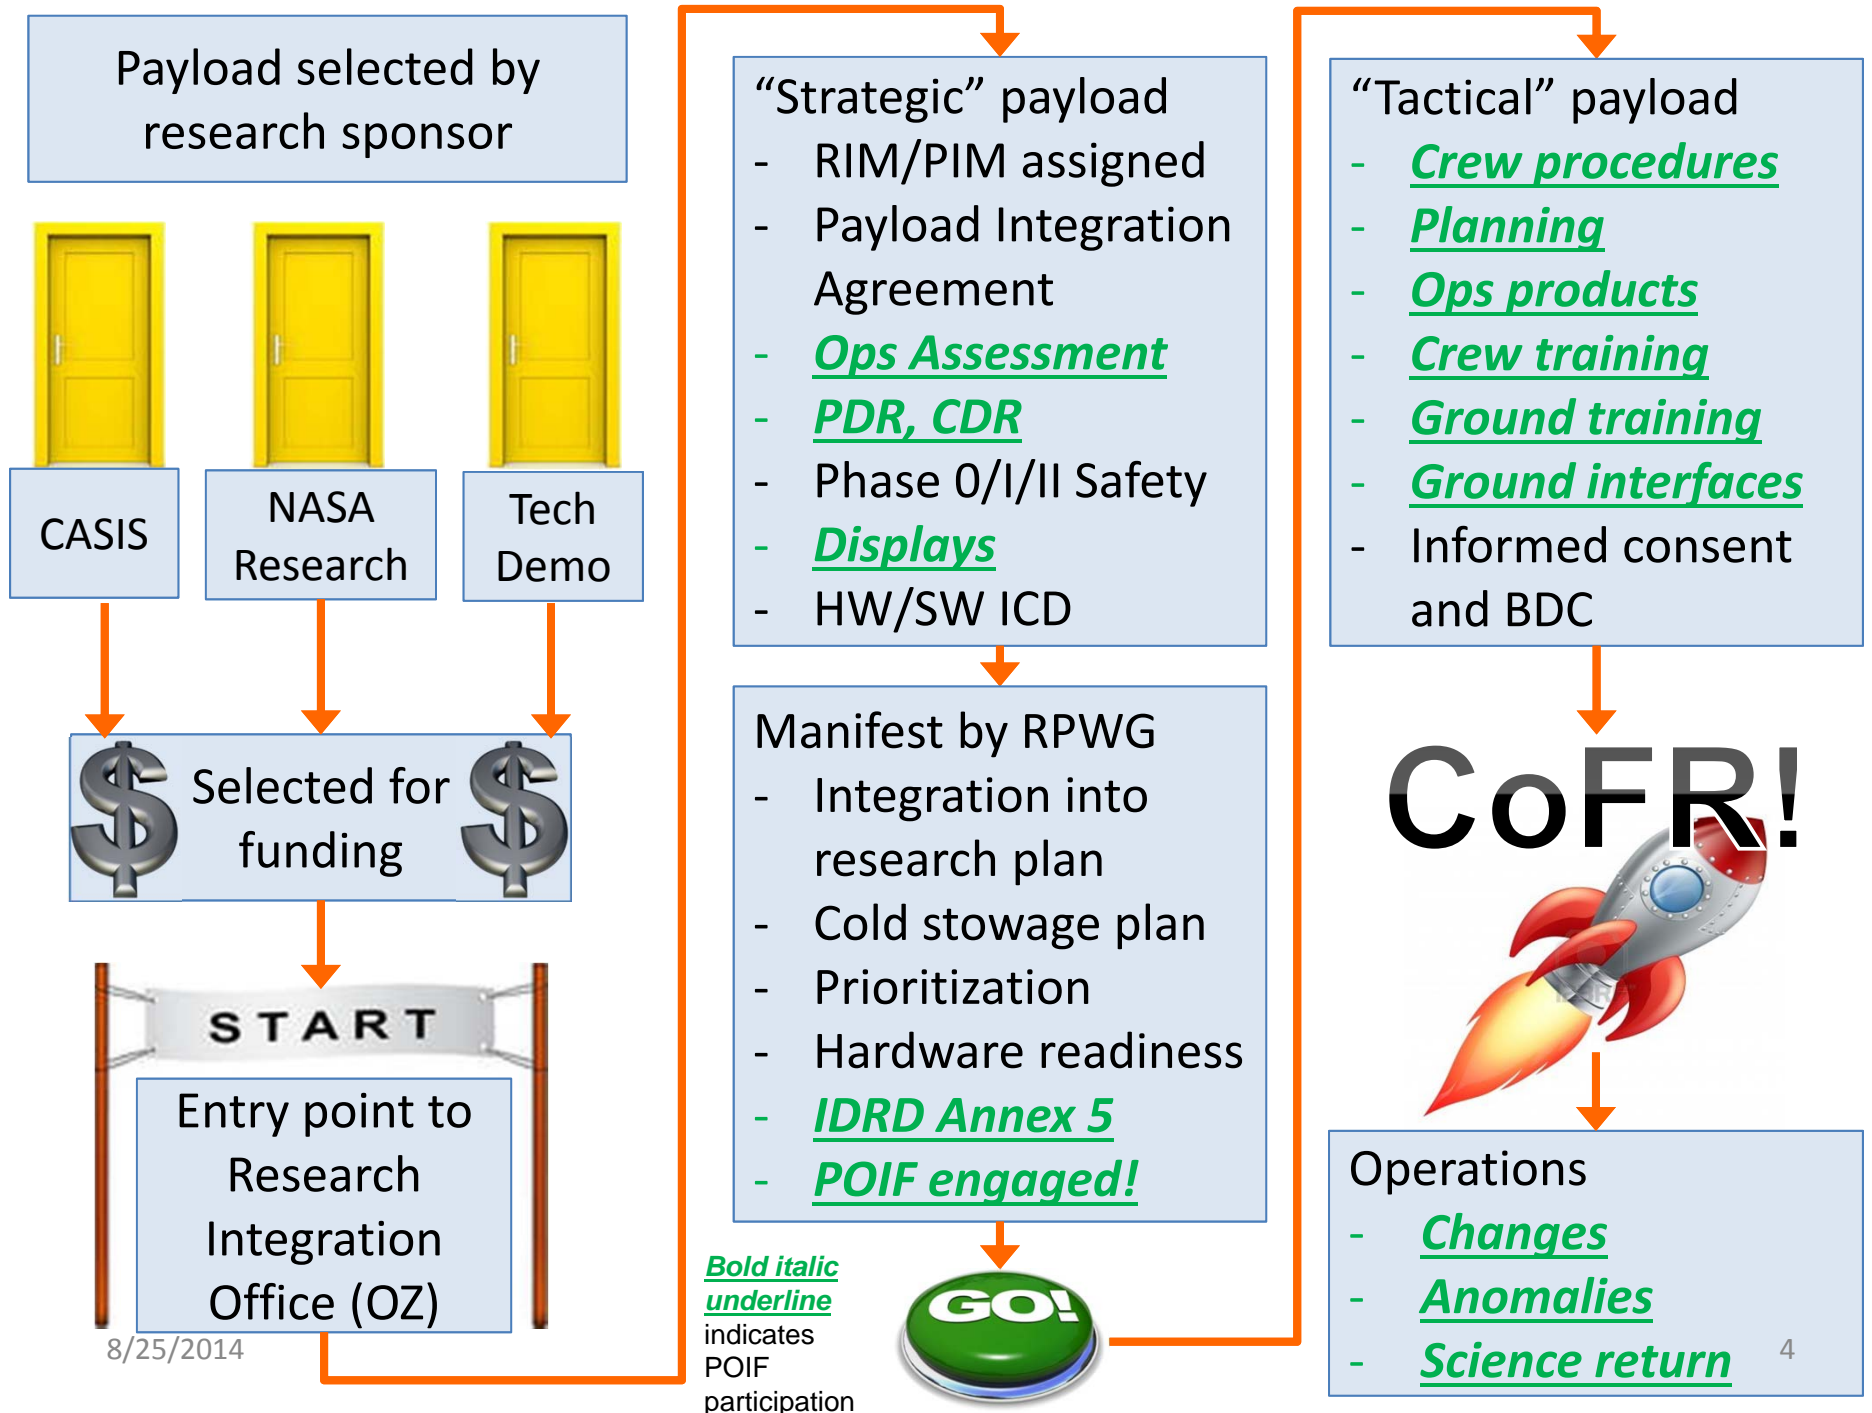 Payload selected by
research sponsor
CASIS
NASA
Research
Tech
Demo
$ Selected for $
funding
START
Entry point to
Research
Integration
Office (OZ)
8/25/2014
“Strategic” payload
- RIM/PIM assigned
- Payload Integration
Agreement
- Ops Assessment
- PDR, CDR
- Phase 0/I/II Safety
- Displays
- HW/SW ICD
Manifest by RPWG
- Integration into
research plan
- Cold stowage plan
- Prioritization
- Hardware readiness
- IDRD Annex 5
- POIF engaged!
Bold italic
underline
indicates
POIF
participation
GO!
“Tactical” payload
- Crew procedures
- Planning
- Ops products
- Crew training
- Ground training
- Ground interfaces
- Informed consent
and BDC
CoFR!
Operations
- Changes
- Anomalies
- Science return
4